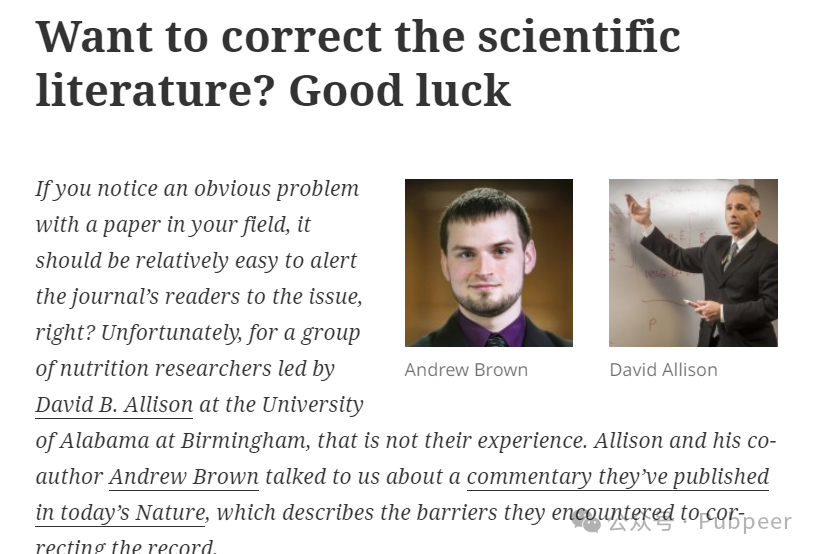 Want to correct the scientific
literature? Good luck
If you notice an obvious problem
with a paper in your field, it
should be relatively easy to alert
the journal’s readers to the issue,
right? Unfortunately, for a group
of nutrition researchers led by
David B. Allison at the University
of Alabama at Birmingham, that is not their experience. Allison and his co-
author Andrew Brown talked to us about a commentary they’ve published
in today’s Nature, which describes the barriers they encountered to cor-
recting the record.
Andrew Brown
David Allison
公众号 · Pubpeer